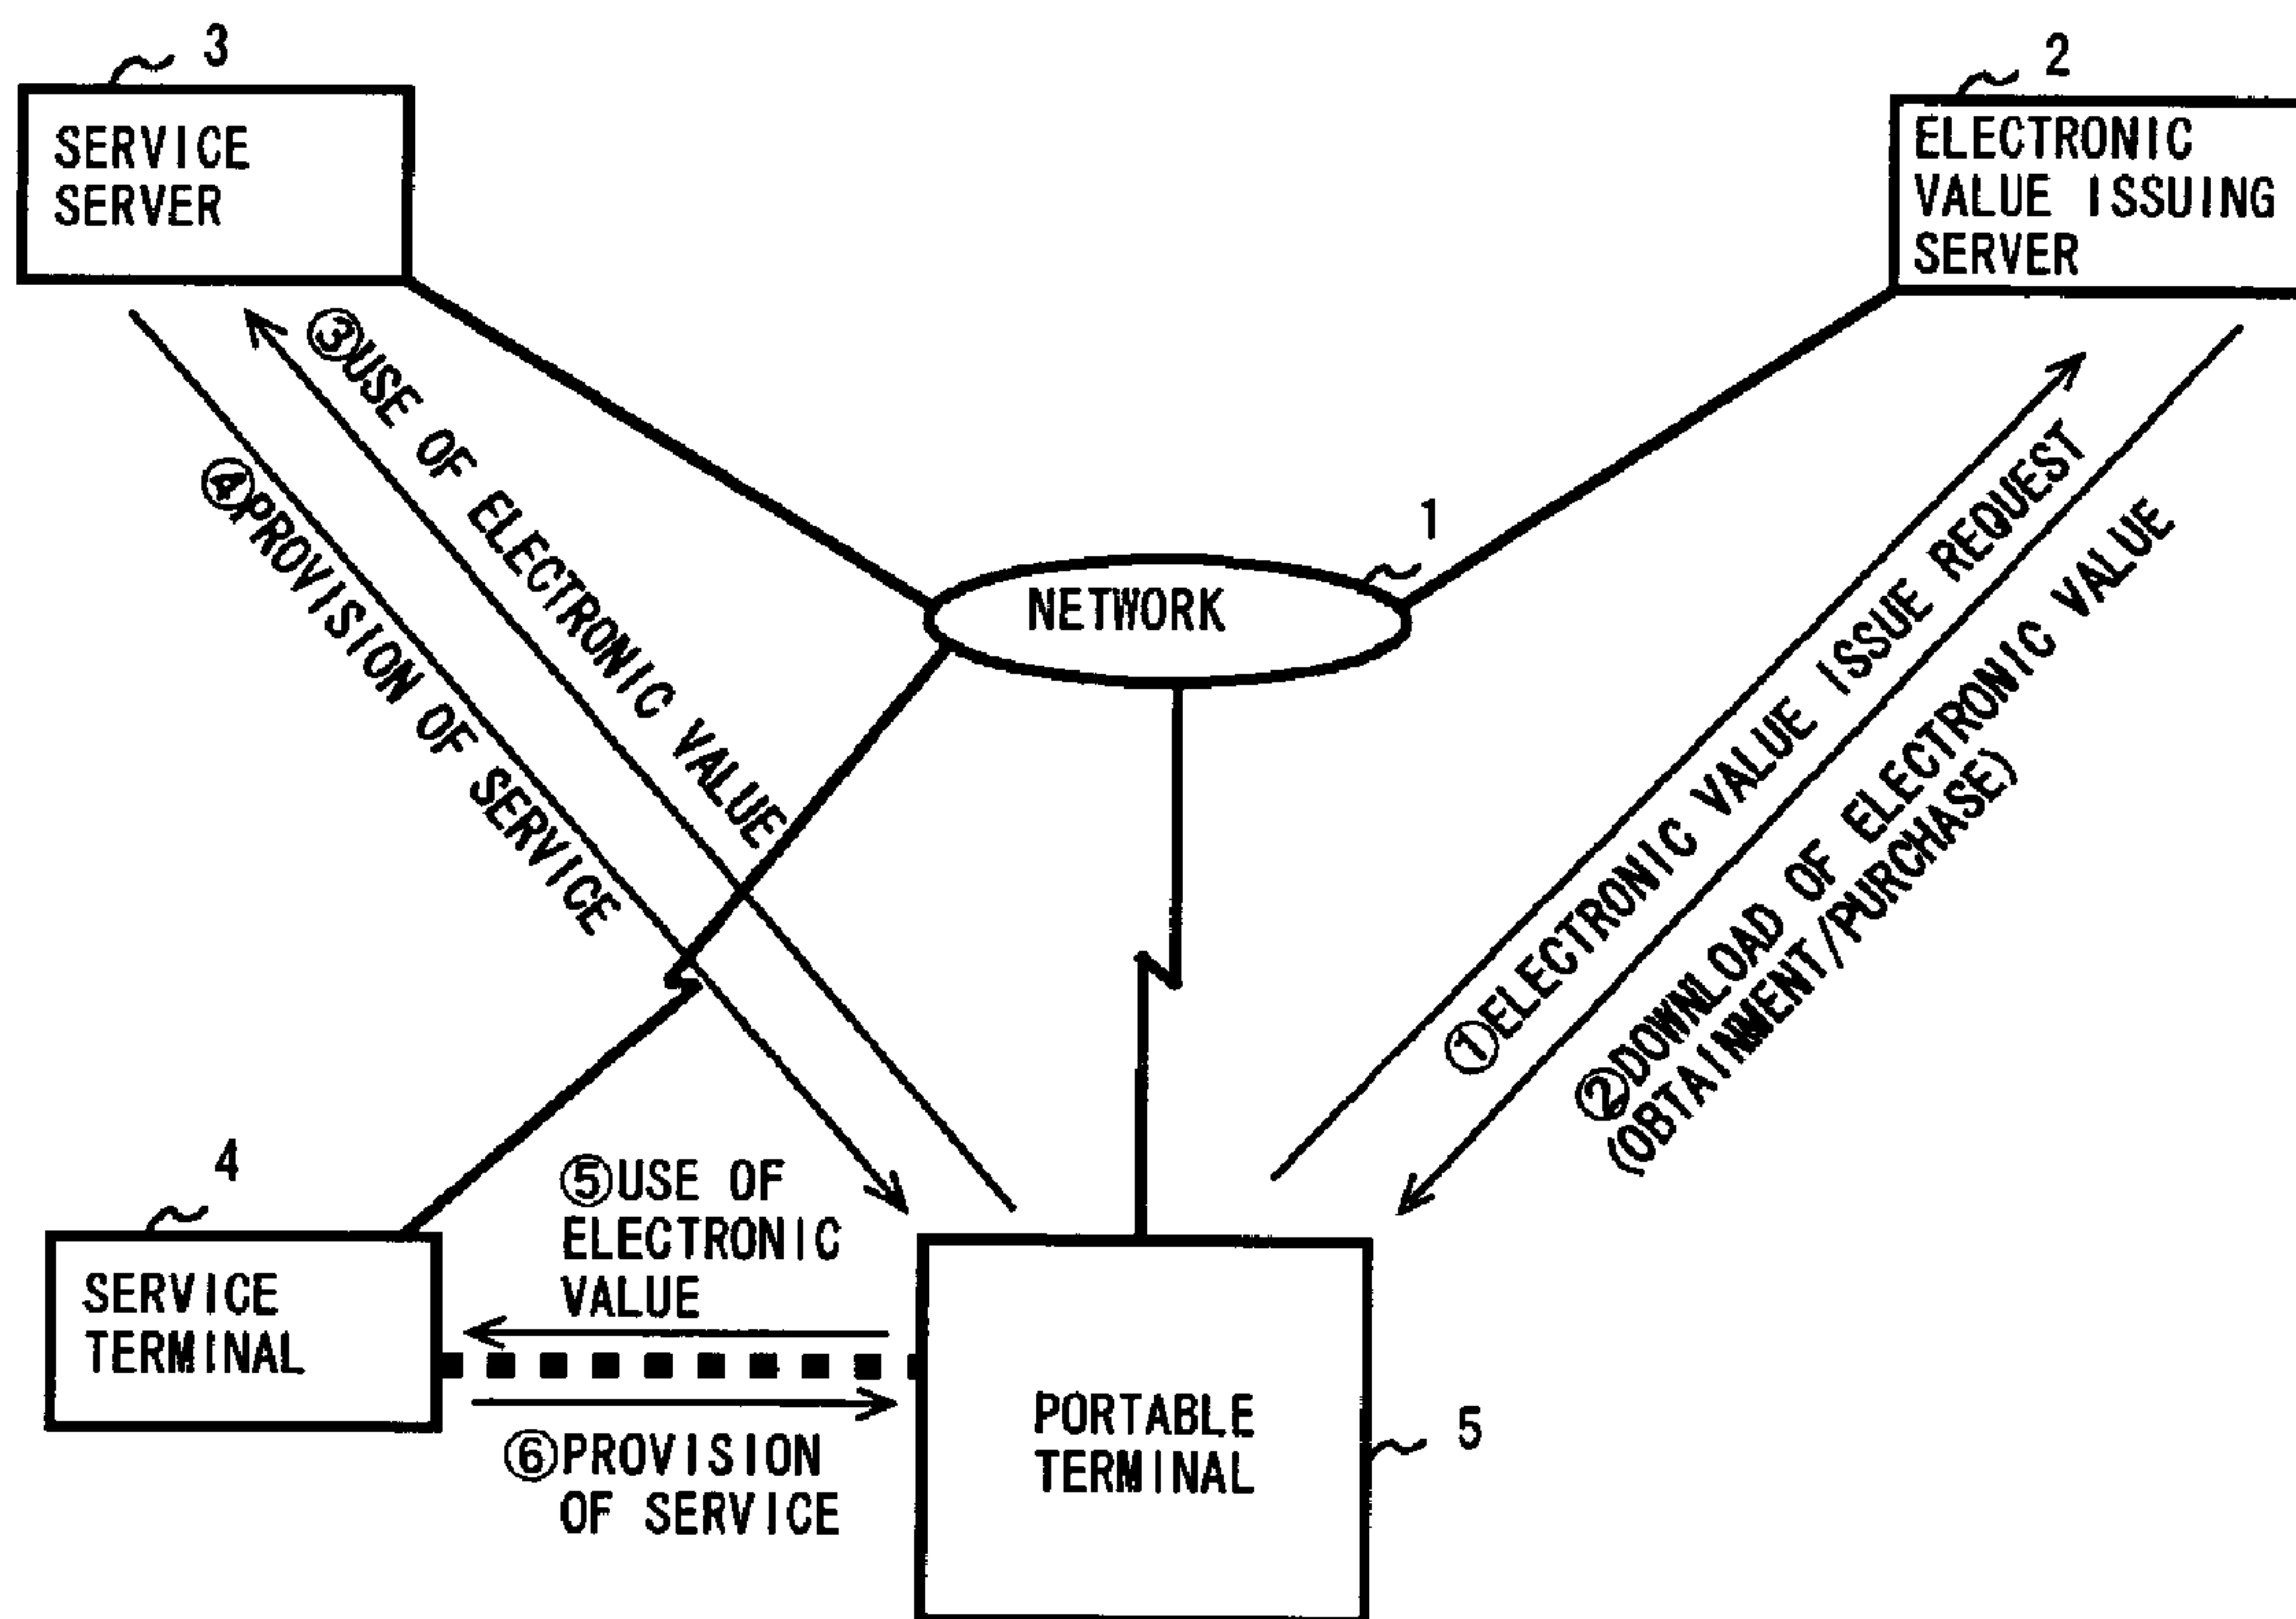 3
SERVICE
SERVER
2
ELECTRONIC
VALUE ISSUING
SERVER
③USE OF ELECTRONIC VALUE
④PROVISION OF SERVICE
1
NETWORK
①ELECTRONIC VALUE ISSUE REQUEST
②DOWNLOAD OF ELECTRONIC VALUE
(OBTAINMENT/PURCHASE)
4
SERVICE
TERMINAL
⑤USE OF
ELECTRONIC
VALUE
⑥PROVISION
OF SERVICE
PORTABLE
TERMINAL
5